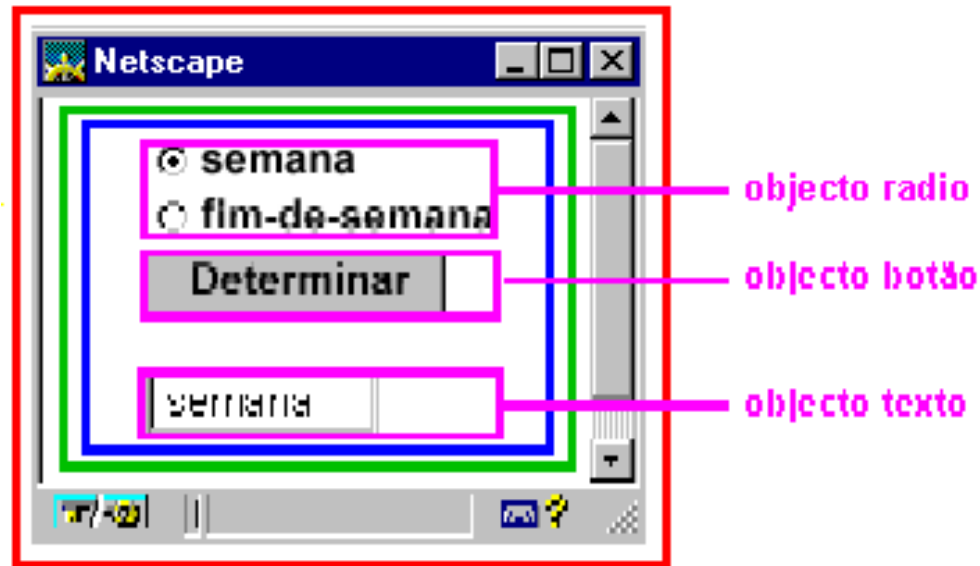 Netscape
semana
fim-de-semana
objecto radio
Determinar
objecto botão
semana
objecto texto